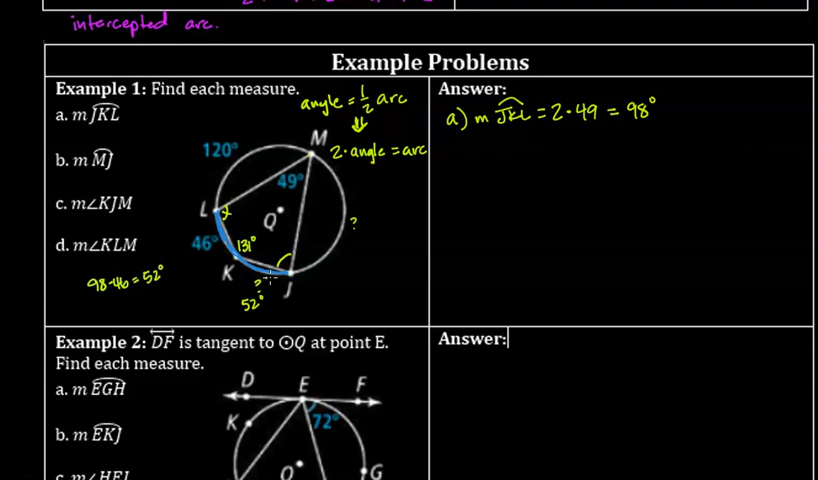 intercepted arc.
Example Problems
Example 1: Find each measure.
a. m JKL
b. m MJ
c. m∠KJM
d. m∠KLM
98-46=52°
angle = 1/2 arc
2·angle = arc
120°
M
49°
L
Q
?
46°
131°
K
?
52°
J
Answer:
a) m JKL = 2·49 = 98°
Example 2: DF is tangent to ⊙Q at point E.
Find each measure.
a. m EGH
b. m EKJ
D E F
K
72°
Q
G
Answer: